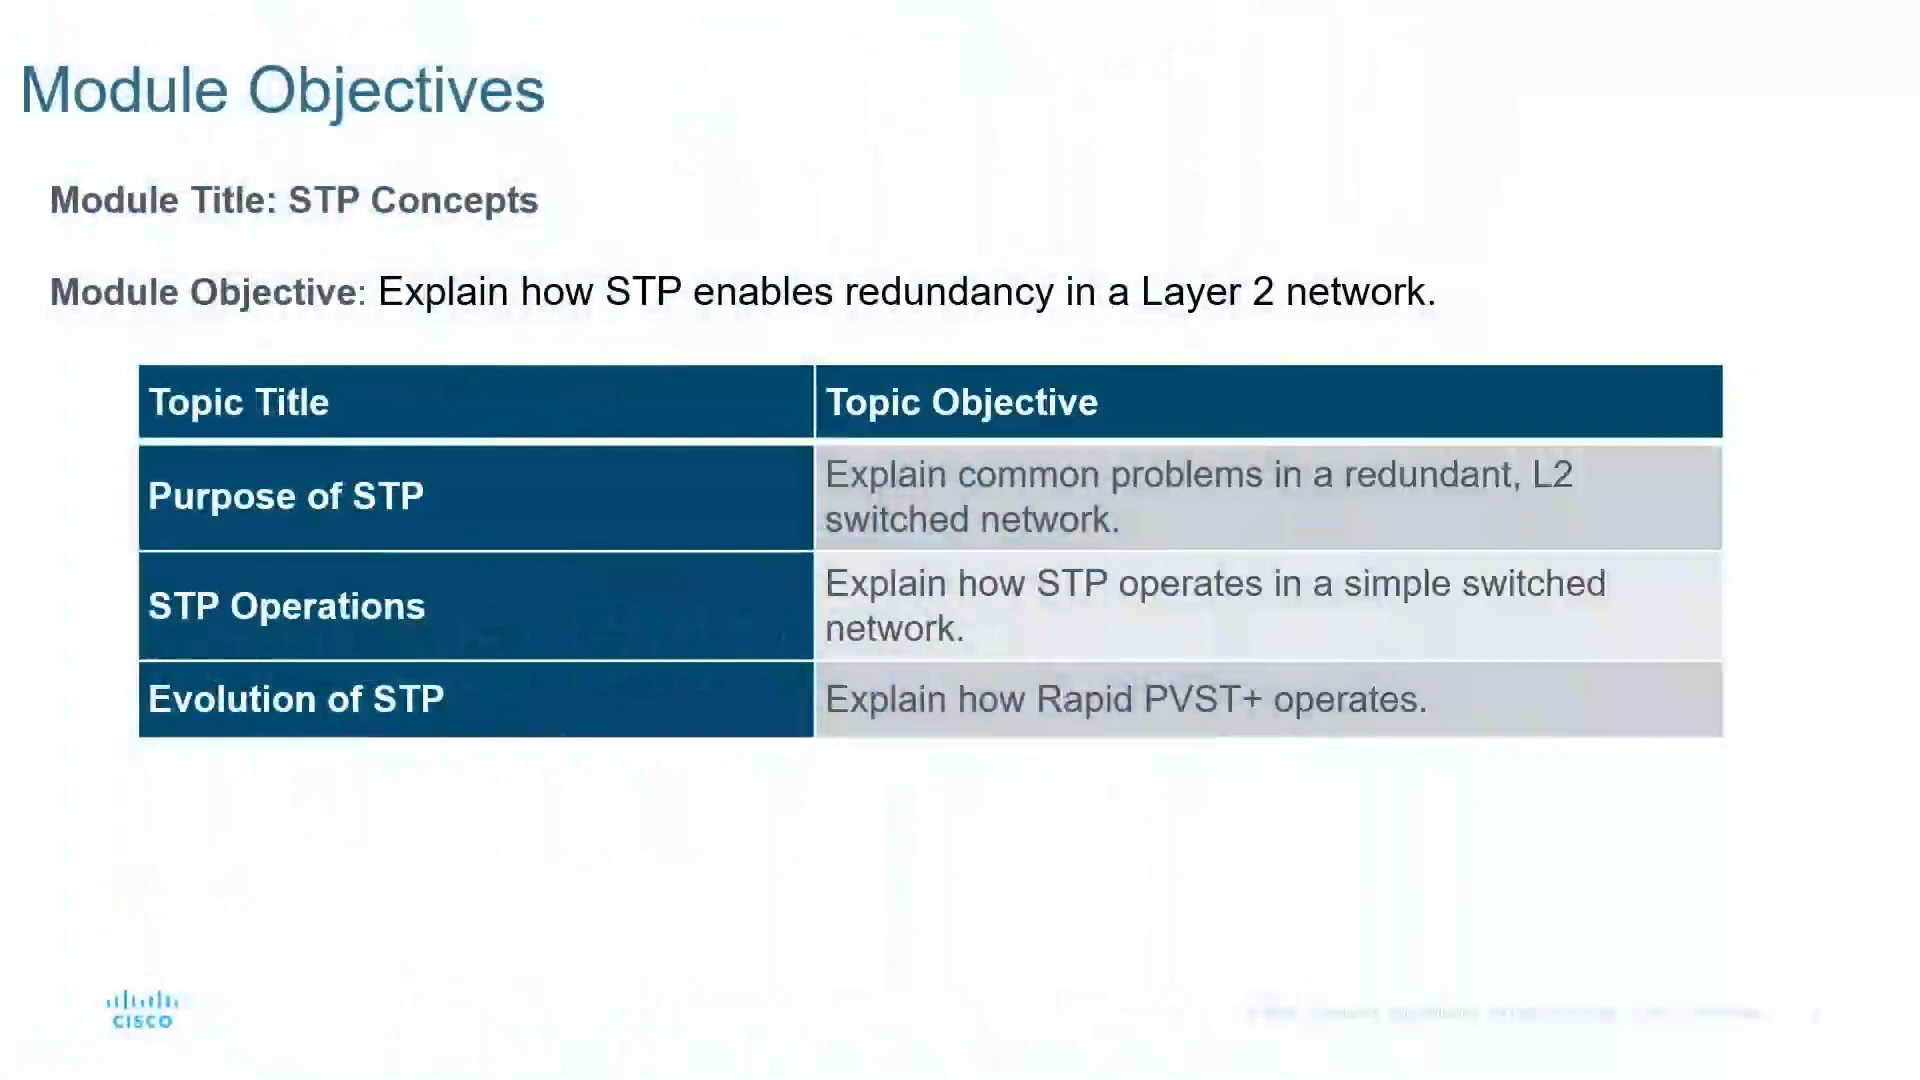 Module Objectives
Module Title: STP Concepts
Module Objective: Explain how STP enables redundancy in a Layer 2 network.
Topic Title
Topic Objective
Purpose of STP
Explain common problems in a redundant, L2
switched network.
STP Operations
Explain how STP operates in a simple switched
network.
Evolution of STP
Explain how Rapid PVST+ operates.
CISCO